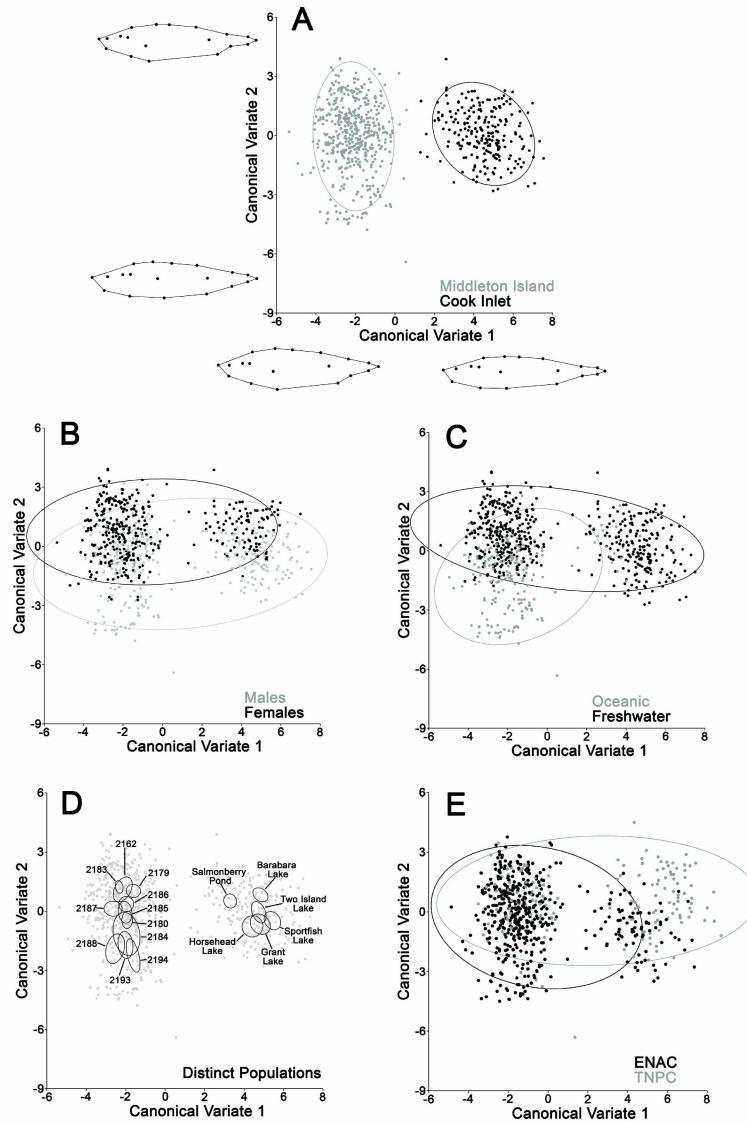 A
6
3
0
-3
-6
-9
Canonical Variate 2
-6 -4 -2 0 2 4 6 8
Canonical Variate 1
Middleton Island
Cook Inlet
B
6
3
0
-3
-6
-9
Canonical Variate 2
-6 -4 -2 0 2 4 6 8
Canonical Variate 1
Males
Females
C
6
3
0
-3
-6
-9
Canonical Variate 2
-6 -4 -2 0 2 4 6 8
Canonical Variate 1
Oceanic
Freshwater
D
6
3
0
-3
-6
-9
Canonical Variate 2
-6 -4 -2 0 2 4 6 8
Canonical Variate 1
2162
2183
2179
2186
2187
2185
2180
2184
2188
2194
2193
Salmonberry
Pond
Barabara
Lake
Two Island
Lake
Sportfish
Lake
Horsehead
Lake
Grant
Lake
Distinct Populations
E
6
3
0
-3
-6
-9
Canonical Variate 2
-6 -4 -2 0 2 4 6 8
Canonical Variate 1
ENAC
TNPC